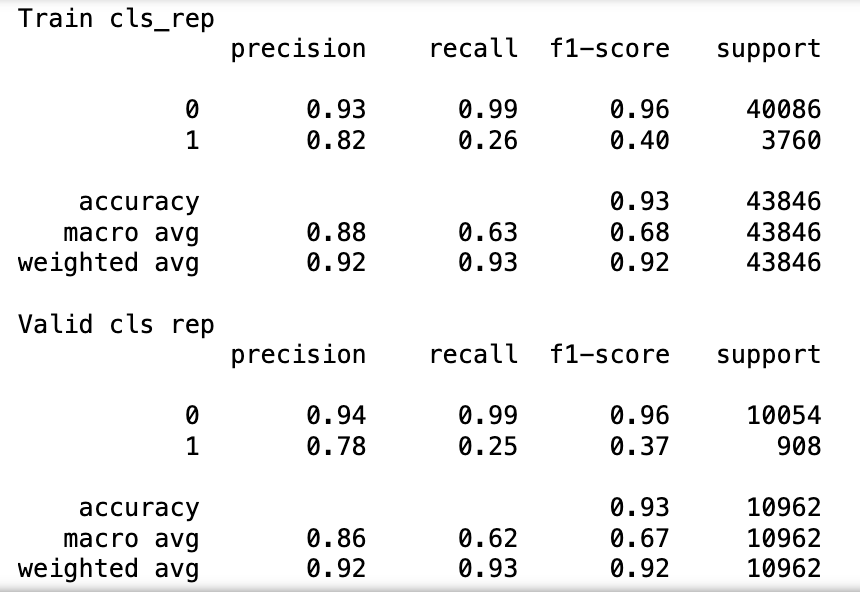 Train cls_rep
precision recall f1-score support
0 0.93 0.99 0.96 40086
1 0.82 0.26 0.40 3760
accuracy 0.93 43846
macro avg 0.88 0.63 0.68 43846
weighted avg 0.92 0.93 0.92 43846
Valid cls rep
precision recall f1-score support
0 0.94 0.99 0.96 10054
1 0.78 0.25 0.37 908
accuracy 0.93 10962
macro avg 0.86 0.62 0.67 10962
weighted avg 0.92 0.93 0.92 10962